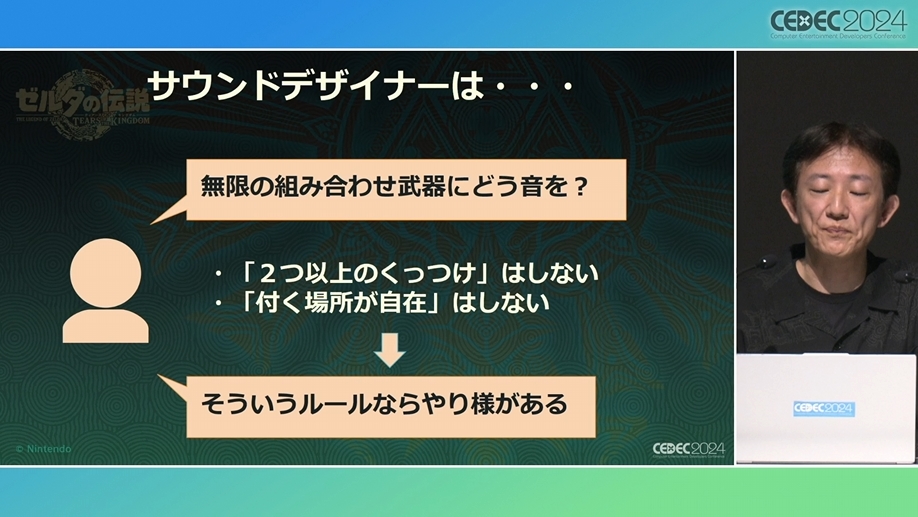 CEDEC2024
Computer Entertainment Developers Conference
ゼルダの伝説
TEARS OF THE KINGDOM
サウンドデザイナーは・・・
無限の組み合わせ武器にどう音を？
・「２つ以上のくっつけ」はしない
・「付く場所が自在」はしない
そういうルールならやり様がある
© Nintendo
CEDEC2024
Computer Entertainment Developers Conference
CEDEC2024